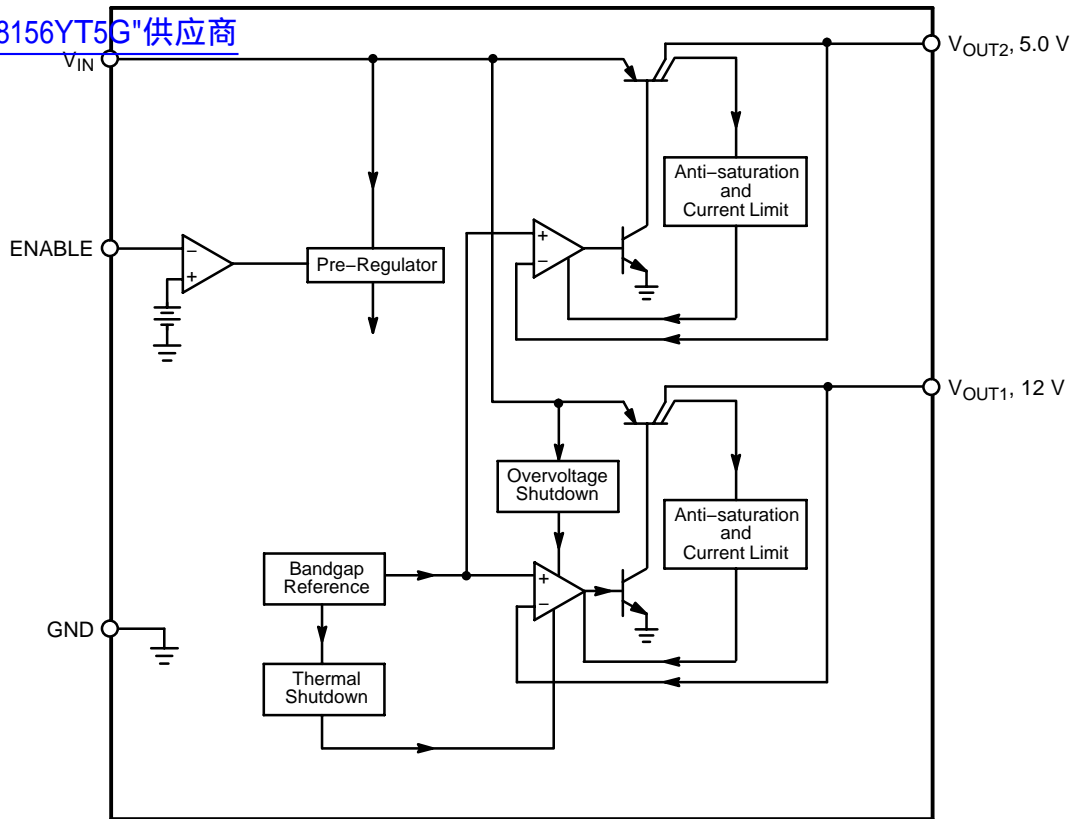 8156YT5G"供应商
VIN
VOUT2, 5.0 V
Anti−saturation
and
Current Limit
ENABLE
−
+
Pre−Regulator
+
−
VOUT1, 12 V
Overvoltage
Shutdown
Anti−saturation
and
Current Limit
Bandgap
Reference
+
−
GND
Thermal
Shutdown